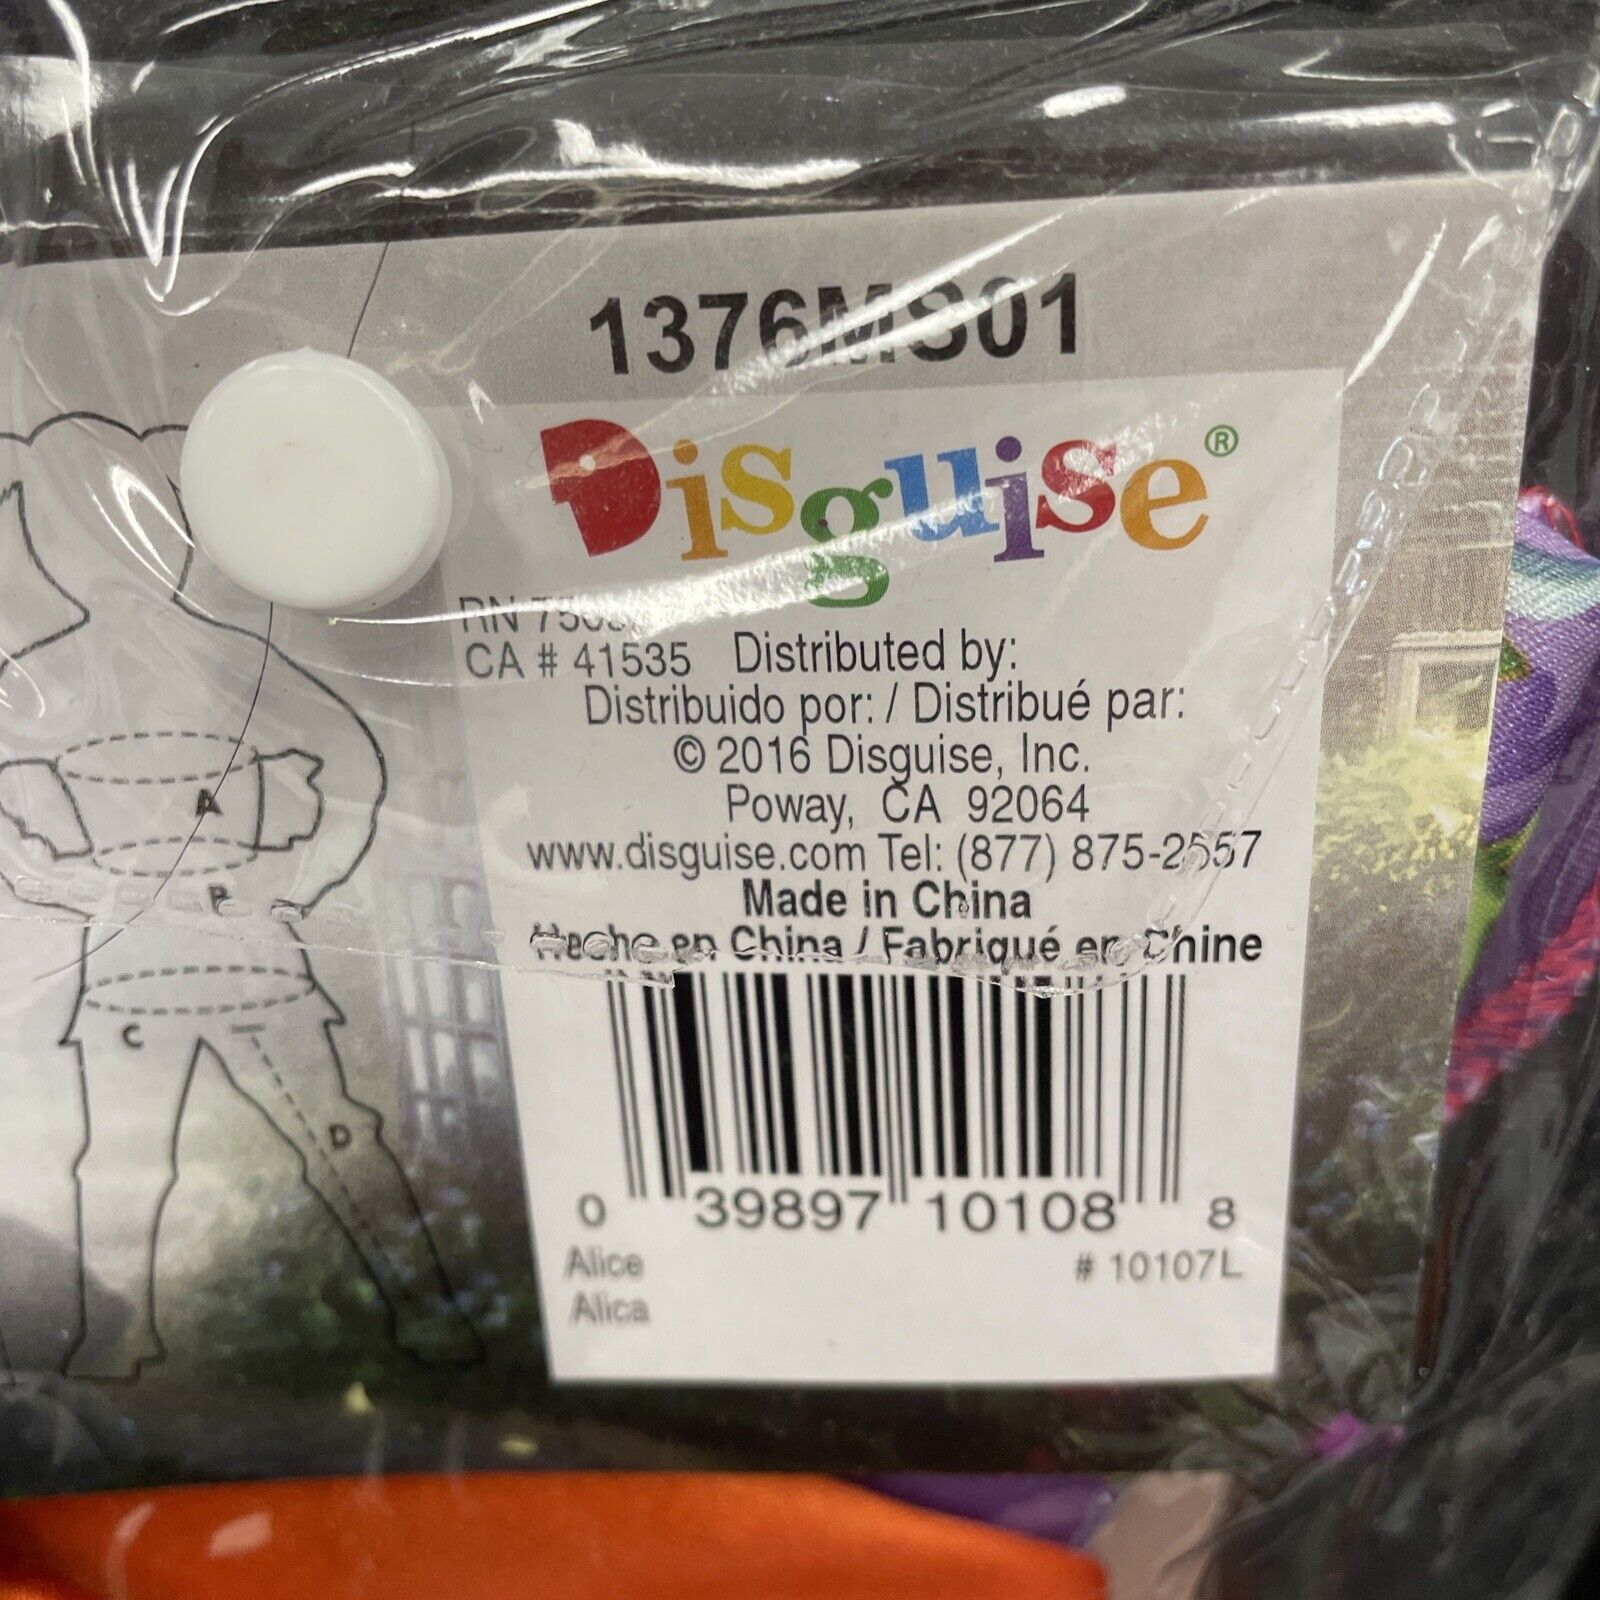 1376MS01
Disguise®
RN
CA # 41535 Distributed by:
Distribuido por: / Distribué par:
© 2016 Disguise, Inc.
Poway, CA 92064
www.disguise.com Tel: (877) 875-2557
Made in China
Hecho en China / Fabriqué en Chine
0 39897 10108 8
Alice # 10107L
Alica
A
B
C
D